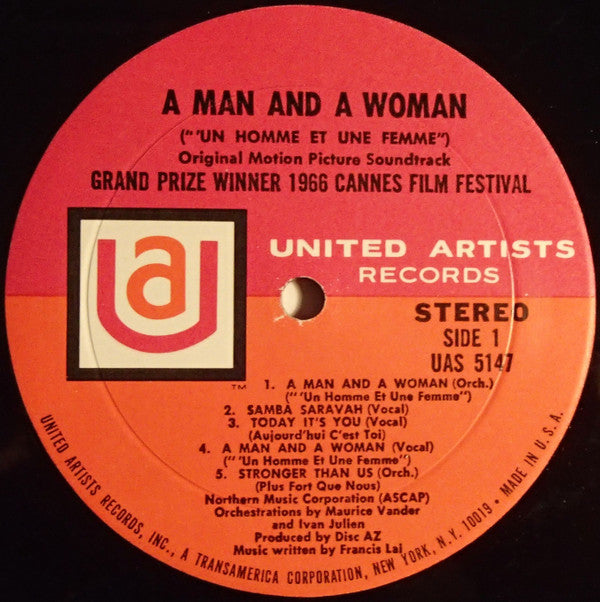 A MAN AND A WOMAN
(“'UN HOMME ET UNE FEMME”)
Original Motion Picture Soundtrack
GRAND PRIZE WINNER 1966 CANNES FILM FESTIVAL
ua
UNITED ARTISTS
RECORDS
TM
STEREO
SIDE 1
UAS 5147
1. A MAN AND A WOMAN (Orch.)
(“'Un Homme Et Une Femme”)
2. SAMBA SARAVAH (Vocal)
3. TODAY IT'S YOU (Vocal)
(Aujourd'hui C'est Toi)
4. A MAN AND A WOMAN (Vocal)
(“'Un Homme Et Une Femme”)
5. STRONGER THAN US (Orch.)
(Plus Fort Que Nous)
Northern Music Corporation (ASCAP)
Orchestrations by Maurice Vander
and Ivan Julien
Produced by Disc AZ
Music written by Francis Lai
UNITED ARTISTS RECORDS, INC., A TRANSAMERICA CORPORATION, NEW YORK, N.Y. 10019 • MADE IN U.S.A.